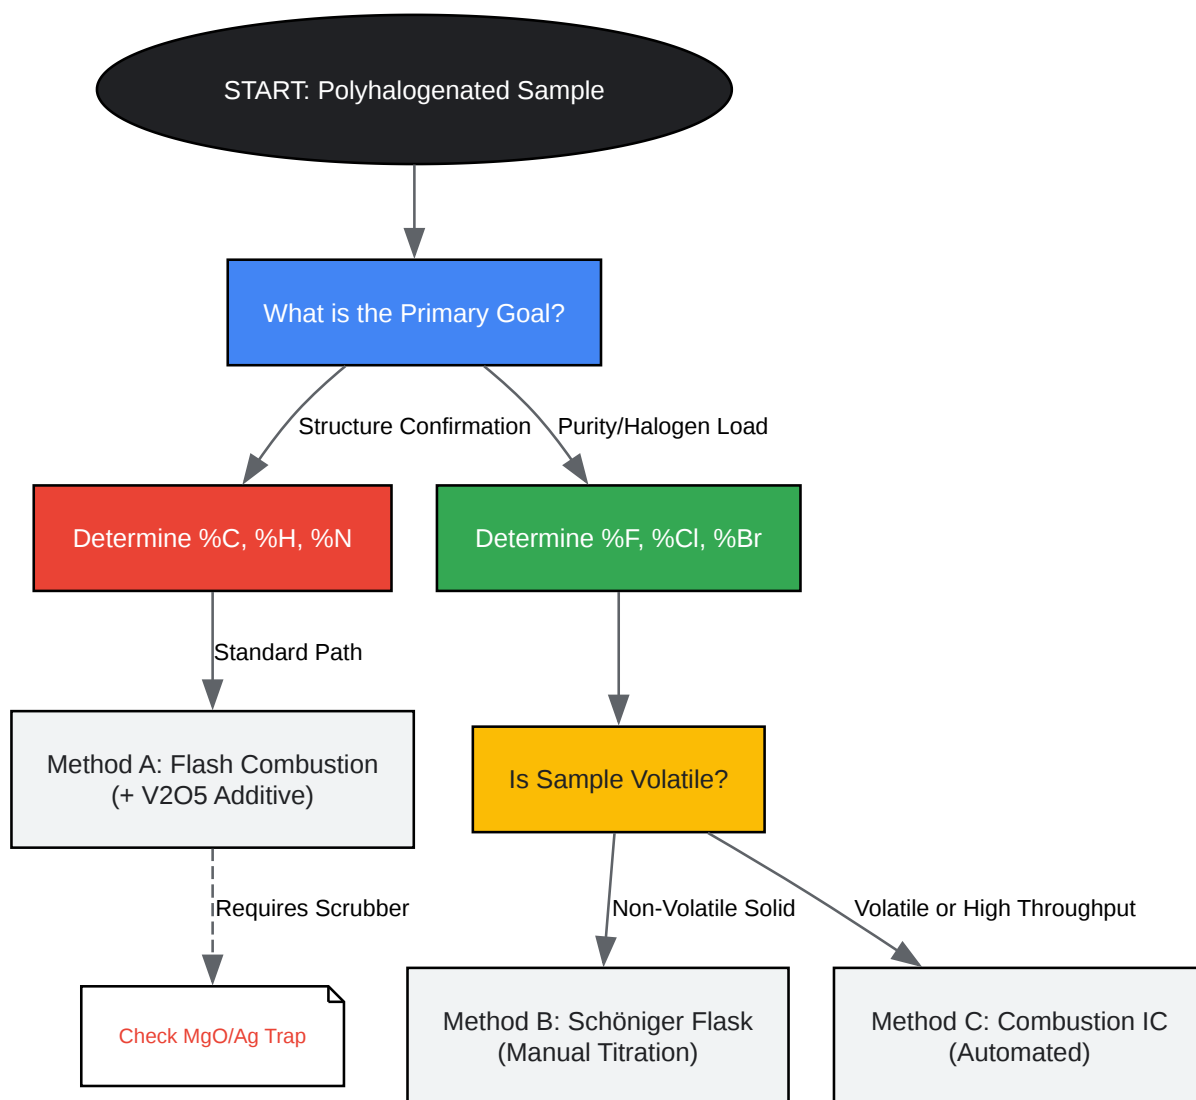 START: Polyhalogenated Sample
What is the Primary Goal?
Structure Confirmation
Purity/Halogen Load
Determine %C, %H, %N
Determine %F, %Cl, %Br
Standard Path
Method A: Flash Combustion
(+ V2O5 Additive)
Is Sample Volatile?
Requires Scrubber
Non-Volatile Solid
Volatile or High Throughput
Check MgO/Ag Trap
Method B: Schöniger Flask
(Manual Titration)
Method C: Combustion IC
(Automated)